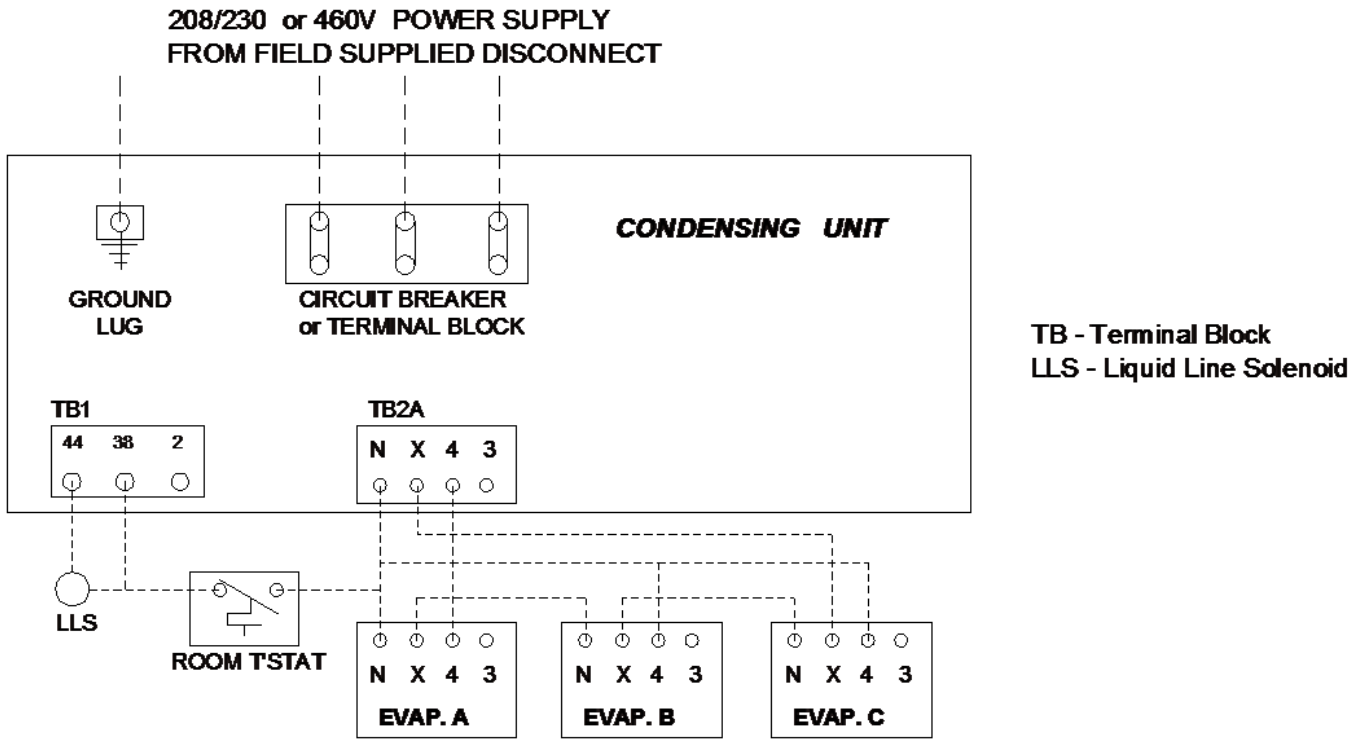 208/230 or 460V POWER SUPPLY
FROM FIELD SUPPLIED DISCONNECT
CONDENSING UNIT
GROUND
LUG
CIRCUIT BREAKER
or TERMINAL BLOCK
TB - Terminal Block
LLS - Liquid Line Solenoid
TB1
44 38 2
TB2A
N X 4 3
LLS
ROOM T'STAT
N X 4 3
EVAP. A
N X 4 3
EVAP. B
N X 4 3
EVAP. C